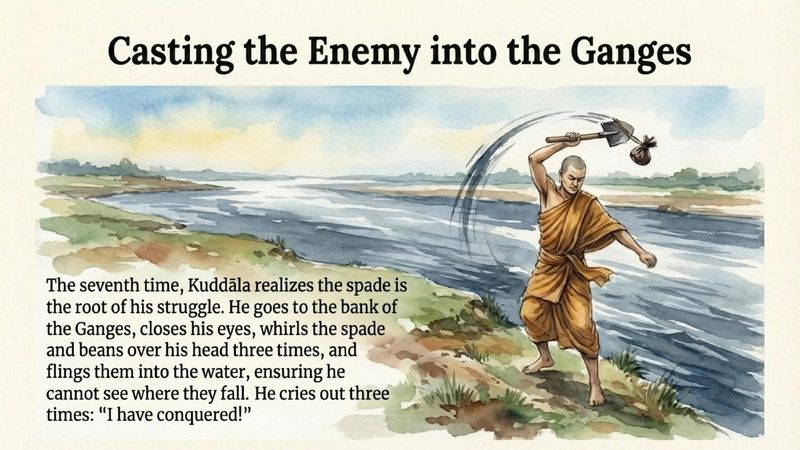 Casting the Enemy into the Ganges
The seventh time, Kuddāla realizes the spade is
the root of his struggle. He goes to the bank of
the Ganges, closes his eyes, whirls the spade
and beans over his head three times, and
flings them into the water, ensuring he
cannot see where they fall. He cries out three
times: “I have conquered!”